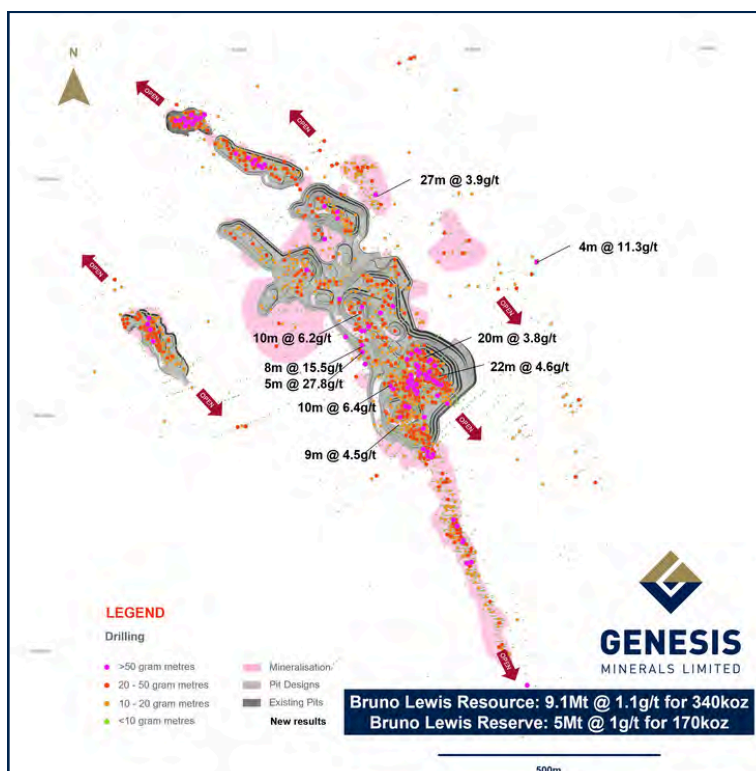 N
OPEN
OPEN
27m @ 3.9g/t
4m @ 11.3g/t
OPEN
OPEN
10m @ 6.2g/t
20m @ 3.8g/t
8m @ 15.5g/t
22m @ 4.6g/t
5m @ 27.8g/t
OPEN
10m @ 6.4g/t
OPEN
9m @ 4.5g/t
LEGEND
Drilling
>50 gram metres
20 - 50 gram metres
10 - 20 gram metres
<10 gram metres
Mineralisation
Pit Designs
Existing Pits
New results
OPEN
GENESIS
MINERALS LIMITED
Bruno Lewis Resource: 9.1Mt @ 1.1g/t for 340koz
Bruno Lewis Reserve: 5Mt @ 1g/t for 170koz
500m